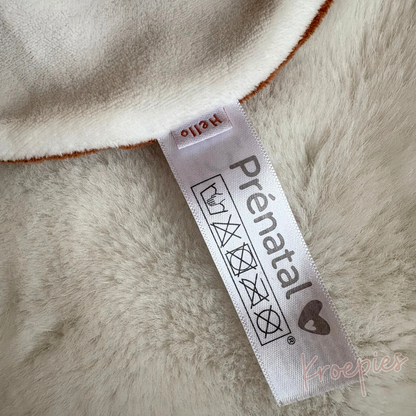 Hello
Prénatal
®
Kroepies